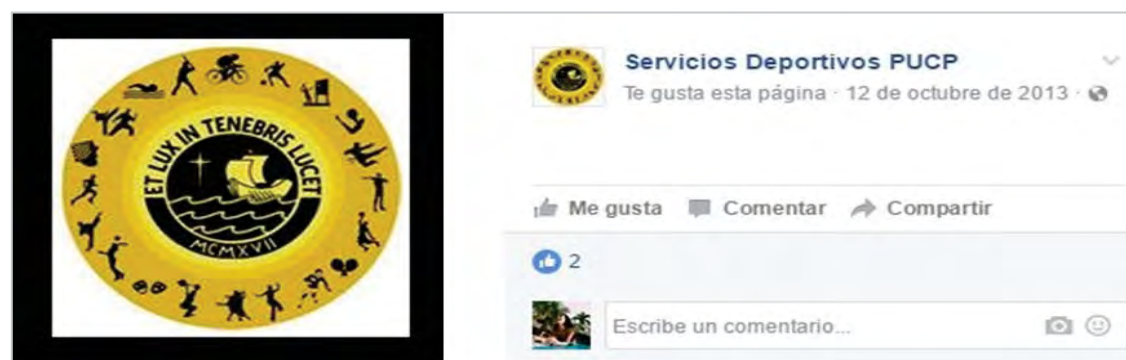 ET LUX IN TENEBRIS LUCET
MCMXVII
Servicios Deportivos PUCP
Te gusta esta página · 12 de octubre de 2013 ·
Me gusta Comentar Compartir
2
Escribe un comentario...